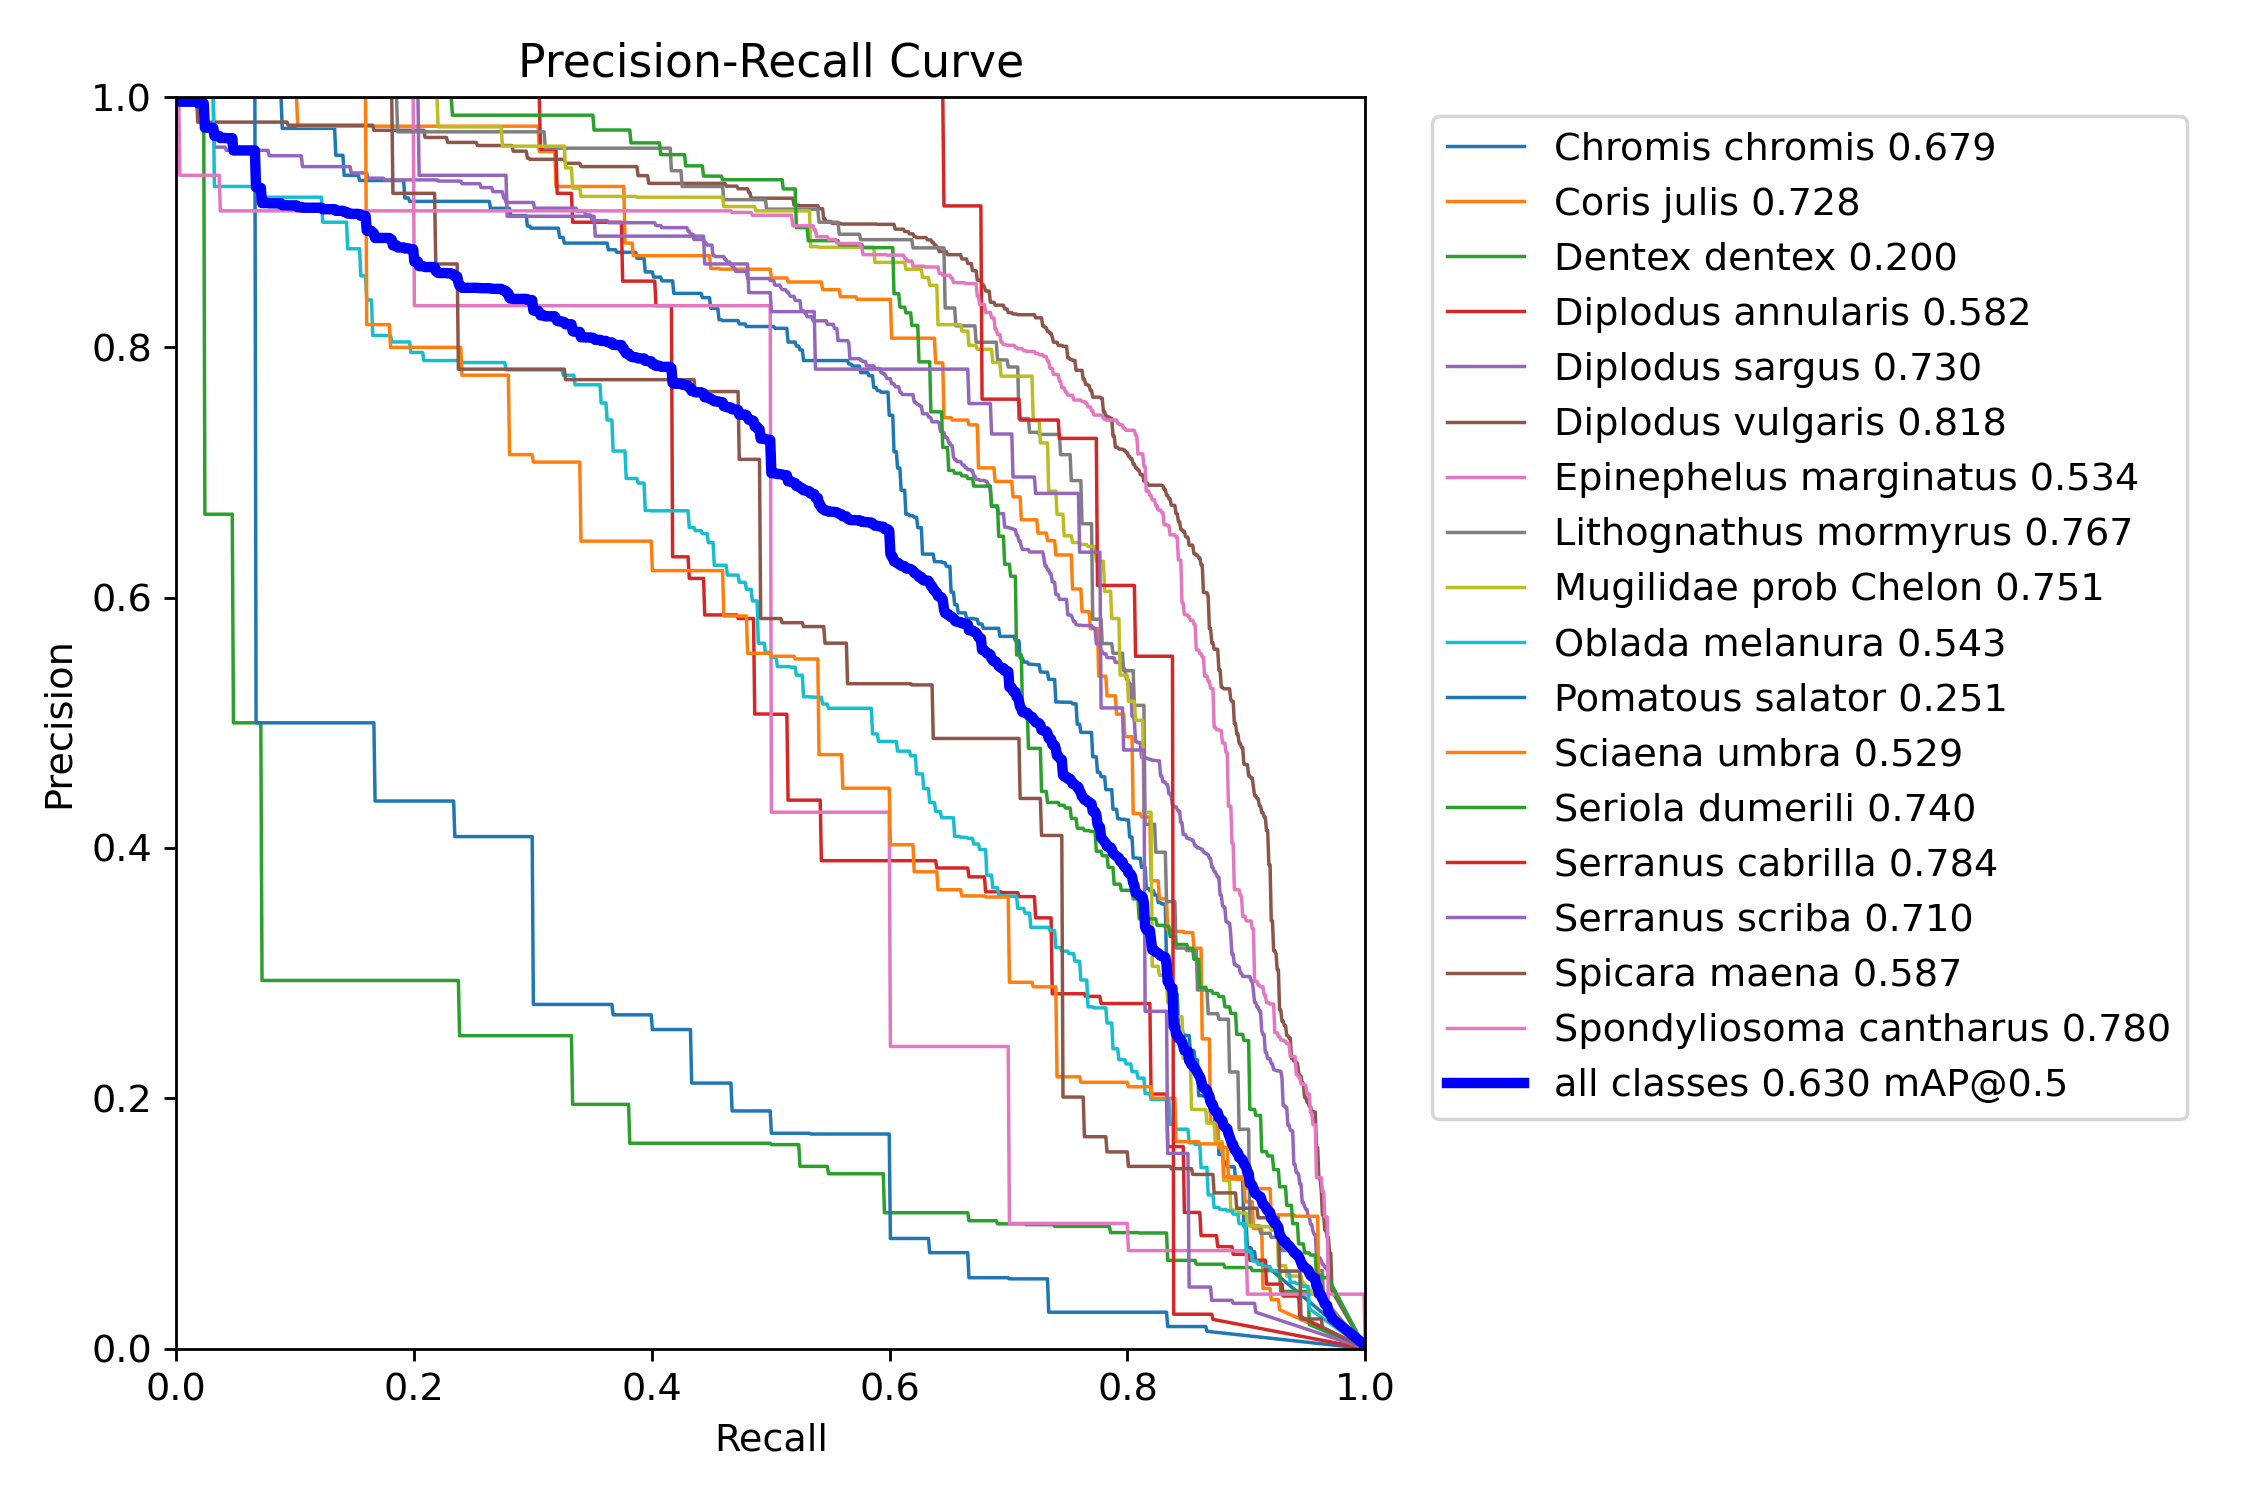 Precision-Recall Curve
1.0
0.8
0.6
0.4
0.2
0.0
Precision
0.0 0.2 0.4 0.6 0.8 1.0
Recall
Chromis chromis 0.679
Coris julis 0.728
Dentex dentex 0.200
Diplodus annularis 0.582
Diplodus sargus 0.730
Diplodus vulgaris 0.818
Epinephelus marginatus 0.534
Lithognathus mormyrus 0.767
Mugilidae prob Chelon 0.751
Oblada melanura 0.543
Pomatous salator 0.251
Sciaena umbra 0.529
Seriola dumerili 0.740
Serranus cabrilla 0.784
Serranus scriba 0.710
Spicara maena 0.587
Spondyliosoma cantharus 0.780
all classes 0.630 mAP@0.5